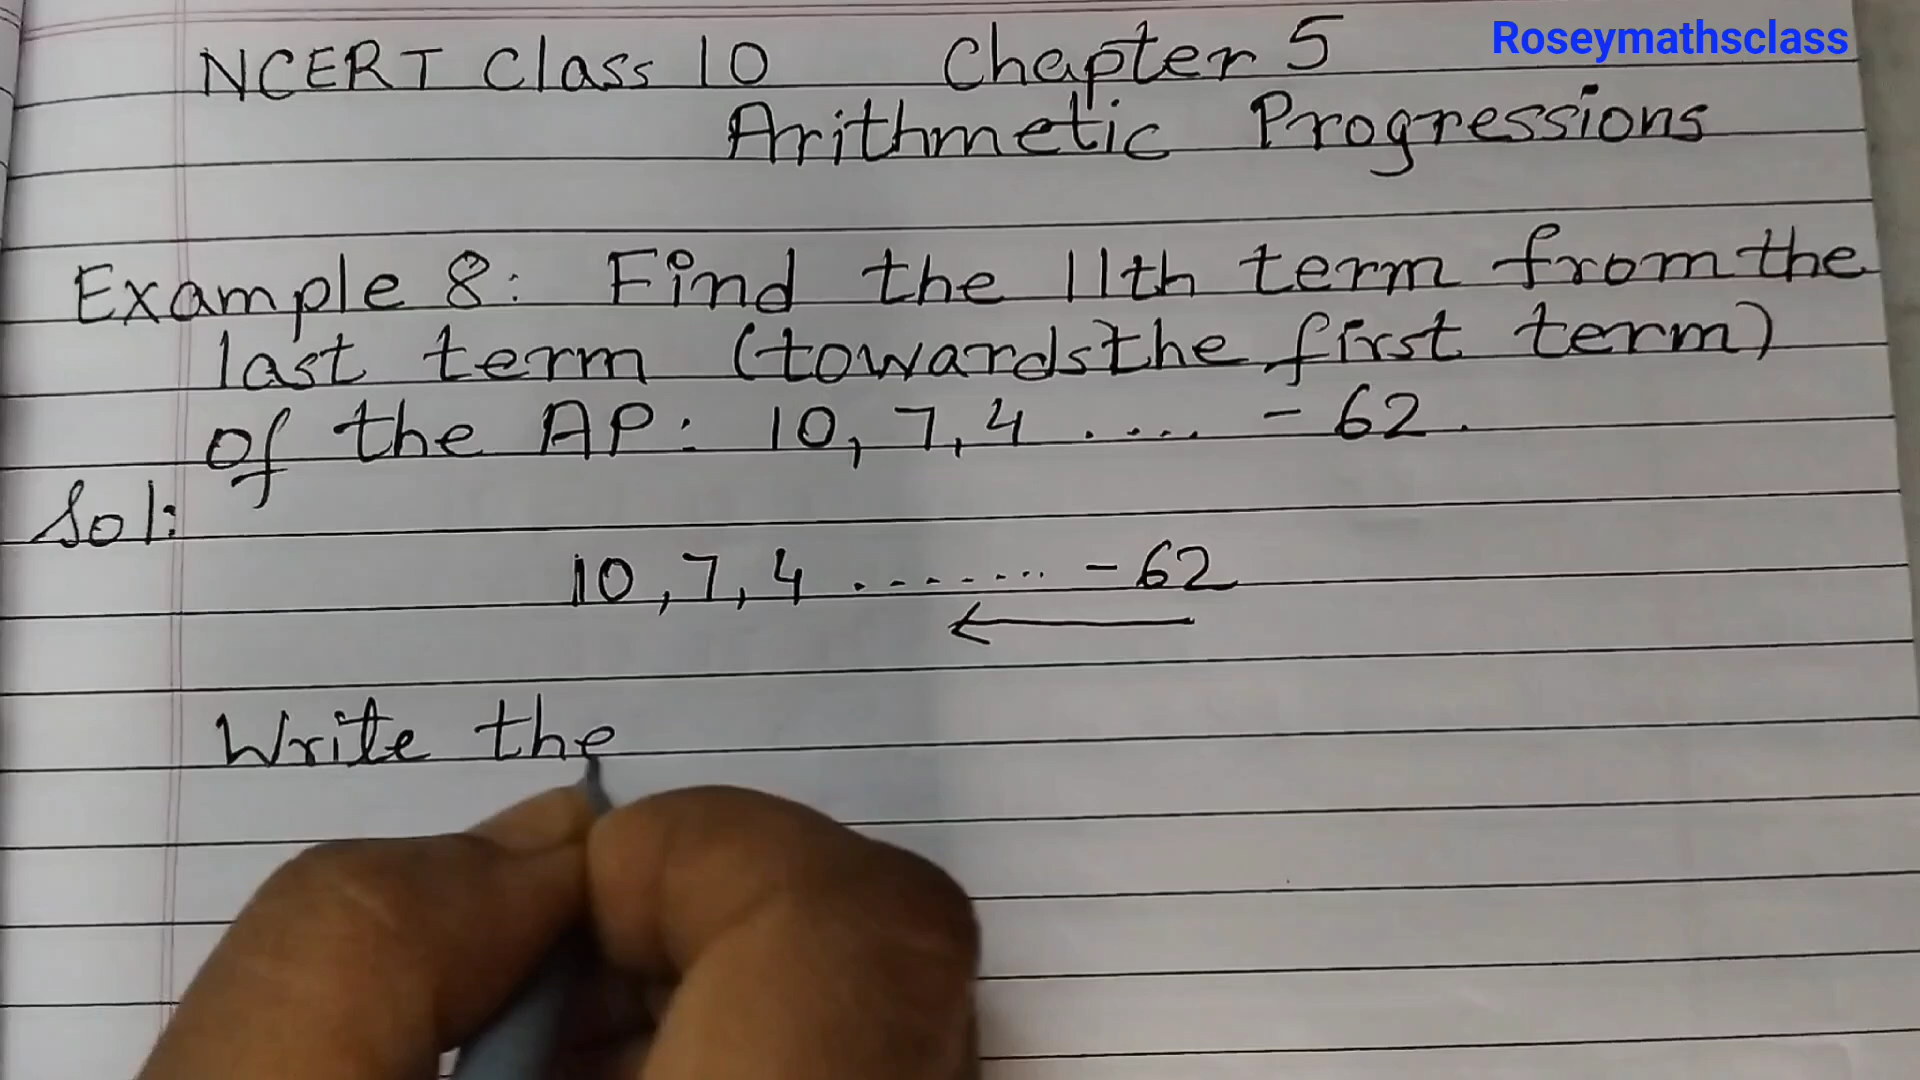 Roseymathsclass
NCERT Class 10 Chapter 5
Arithmetic Progressions
Example 8: Find the 11th term from the
last term (towards the first term)
of the AP: 10, 7, 4 ..... - 62.
Sol:
10, 7, 4 ........ - 62
Write the